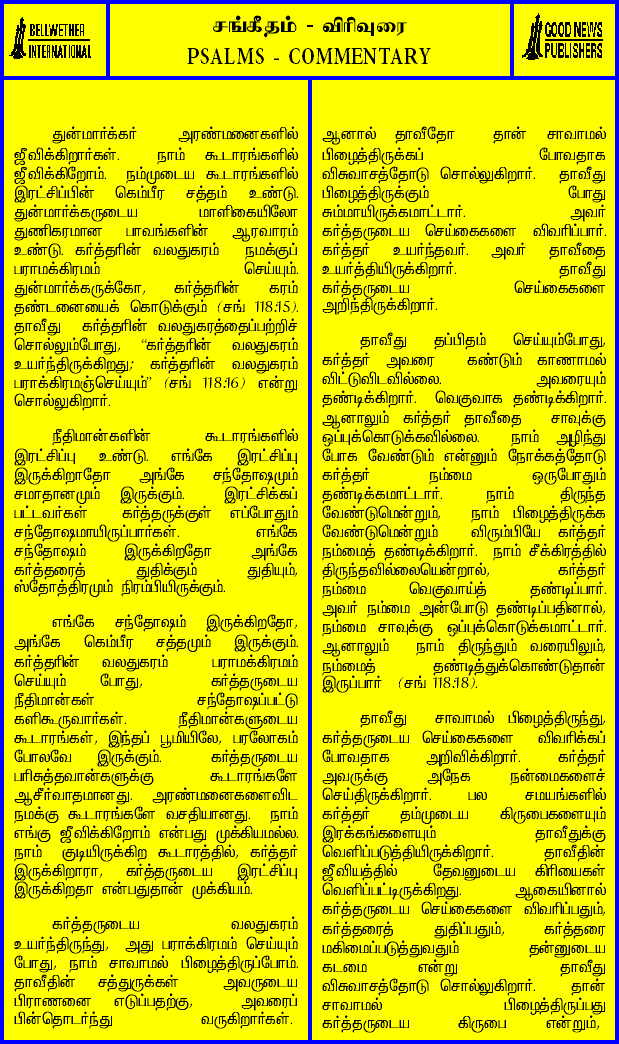 BELLWETHER
INTERNATIONAL
சங்கீதம் - விரிவுரை
PSALMS - COMMENTARY
GOOD NEWS
PUBLISHERS
துன்மார்க்கர் அரண்மனைகளில்
ஜீவிக்கிறார்கள். நாம் கூடாரங்களில்
ஜீவிக்கிறோம். நம்முடைய கூடாரங்களில்
இரட்சிப்பின் கெம்பீர சத்தம் உண்டு.
துன்மார்க்கருடைய மாளிகையிலோ
துணிகரமான பாவங்களின் ஆரவாரம்
உண்டு. கர்த்தரின் வலதுகரம் நமக்குப்
பராமக்கிரமம் செய்யும்.
துன்மார்க்கருக்கோ, கர்த்தரின் கரம்
தண்டனையைக் கொடுக்கும் (சங் 118:15).
தாவீது கர்த்தரின் வலதுகரத்தைப்பற்றிச்
சொல்லும்போது, “கர்த்தரின் வலதுகரம்
உயர்ந்திருக்கிறது; கர்த்தரின் வலதுகரம்
பராக்கிரமஞ்செய்யும்” (சங் 118:16) என்று
சொல்லுகிறார்.
நீதிமான்களின் கூடாரங்களில்
இரட்சிப்பு உண்டு. எங்கே இரட்சிப்பு
இருக்கிறாதோ அங்கே சந்தோஷமும்
சமாதானமும் இருக்கும். இரட்சிக்கப்
பட்டவர்கள் கர்த்தருக்குள் எப்போதும்
சந்தோஷமாயிருப்பார்கள். எங்கே
சந்தோஷம் இருக்கிறதோ அங்கே
கர்த்தரைத் துதிக்கும் துதியும்,
ஸ்தோத்திரமும் நிரம்பியிருக்கும்.
எங்கே சந்தோஷம் இருக்கிறதோ,
அங்கே கெம்பீர சத்தமும் இருக்கும்.
கர்த்தரின் வலதுகரம் பராமக்கிரமம்
செய்யும் போது, கர்த்தருடைய
நீதிமான்கள் சந்தோஷப்பட்டு
களிகூருவார்கள். நீதிமான்களுடைய
கூடாரங்கள், இந்தப் பூமியிலே, பரலோகம்
போலவே இருக்கும். கர்த்தருடைய
பரிசுத்தவான்களுக்கு கூடாரங்களே
ஆசீர்வாதமானது. அரண்மனைகளைவிட
நமக்கு கூடாரங்களே வசதியானது. நாம்
எங்கு ஜீவிக்கிறோம் என்பது முக்கியமல்ல.
நாம் குடியிருக்கிற கூடாரத்தில், கர்த்தர்
இருக்கிறாரா, கர்த்தருடைய இரட்சிப்பு
இருக்கிறதா என்பதுதான் முக்கியம்.
கர்த்தருடைய வலதுகரம்
உயர்ந்திருந்து, அது பராக்கிரமம் செய்யும்
போது, நாம் சாவாமல் பிழைத்திருப்போம்.
தாவீதின் சத்துருக்கள் அவருடைய
பிராணனை எடுப்பதற்கு, அவரைப்
பின்தொடர்ந்து வருகிறார்கள்.
ஆனால் தாவீதோ தான் சாவாமல்
பிழைத்திருக்கப் போவதாக
விசுவாசத்தோடு சொல்லுகிறார். தாவீது
பிழைத்திருக்கும் போது
சும்மாயிருக்கமாட்டார். அவர்
கர்த்தருடைய செய்கைகளை விவரிப்பார்.
கர்த்தர் உயர்ந்தவர். அவர் தாவீதை
உயர்த்தியிருக்கிறார். தாவீது
கர்த்தருடைய செய்கைகளை
அறிந்திருக்கிறார்.
தாவீது தப்பிதம் செய்யும்போது,
கர்த்தர் அவரை கண்டும் காணாமல்
விட்டுவிடவில்லை. அவரையும்
தண்டிக்கிறார். வெகுவாக தண்டிக்கிறார்.
ஆனாலும் கர்த்தர் தாவீதை சாவுக்கு
ஒப்புக்கொடுக்கவில்லை. நாம் அழிந்து
போக வேண்டும் என்னும் நோக்கத்தோடு
கர்த்தர் நம்மை ஒருபோதும்
தண்டிக்கமாட்டார். நாம் திருந்த
வேண்டுமென்றும், நாம் பிழைத்திருக்க
வேண்டுமென்றும் விரும்பியே கர்த்தர்
நம்மைத் தண்டிக்கிறார். நாம் சீக்கிரத்தில்
திருந்தவில்லையென்றால், கர்த்தர்
நம்மை வெகுவாய்த் தண்டிப்பார்.
அவர் நம்மை அன்போடு தண்டிப்பதினால்,
நம்மை சாவுக்கு ஒப்புக்கொடுக்கமாட்டார்.
ஆனாலும் நாம் திருந்தும் வரையிலும்,
நம்மைத் தண்டித்துக்கொண்டுதான்
இருப்பார் (சங் 118:18).
தாவீது சாவாமல் பிழைத்திருந்து,
கர்த்தருடைய செய்கைகளை விவரிக்கப்
போவதாக அறிவிக்கிறார். கர்த்தர்
அவருக்கு அநேக நன்மைகளைச்
செய்திருக்கிறார். பல சமயங்களில்
கர்த்தர் தம்முடைய கிருபைகளையும்
இரக்கங்களையும் தாவீதுக்கு
வெளிப்படுத்தியிருக்கிறார். தாவீதின்
ஜீவியத்தில் தேவனுடைய கிரியைகள்
வெளிப்பட்டிருக்கிறது. ஆகையினால்
கர்த்தருடைய செய்கைகளை விவரிப்பதும்,
கர்த்தரைத் துதிப்பதும், கர்த்தரை
மகிமைப்படுத்துவதும் தன்னுடைய
கடமை என்று தாவீது
விசுவாசத்தோடு சொல்லுகிறார். தான்
சாவாமல் பிழைத்திருப்பது
கர்த்தருடைய கிருபை என்றும்,